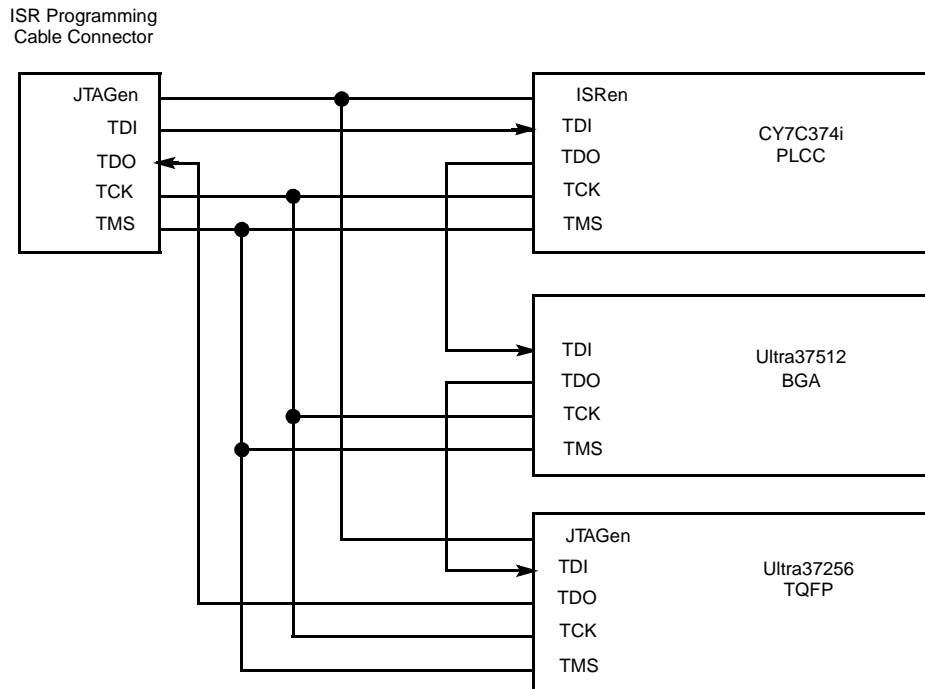 ISR Programming
Cable Connector
JTAGen
TDI
TDO
TCK
TMS
ISRen
TDI
TDO
TCK
TMS
CY7C374i
PLCC
TDI
TDO
TCK
TMS
Ultra37512
BGA
JTAGen
TDI
TDO
TCK
TMS
Ultra37256
TQFP